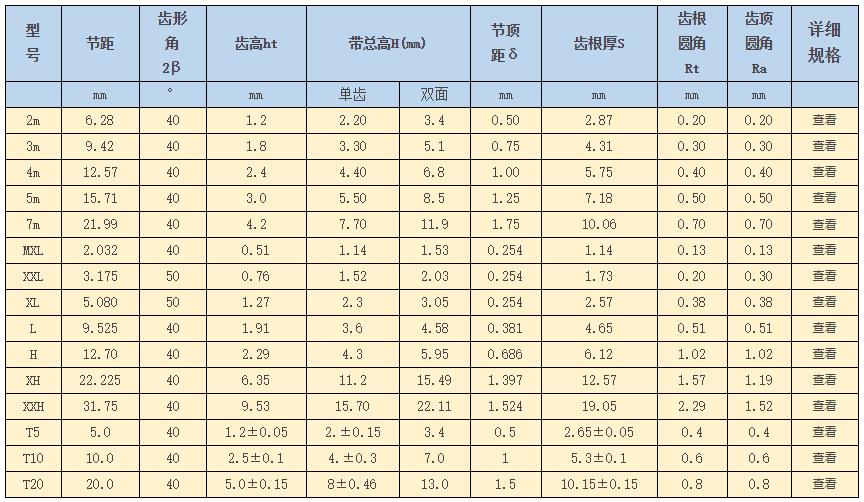 型号 节距 齿形角2β 齿高ht 带总高H(mm) 节顶距δ 齿根厚S 齿根圆角Rt 齿顶圆角Ra 详细规格
mm ° mm 单齿 双面 mm mm mm mm
2m 6.28 40 1.2 2.20 3.4 0.50 2.87 0.20 0.20 查看
3m 9.42 40 1.8 3.30 5.1 0.75 4.31 0.30 0.30 查看
4m 12.57 40 2.4 4.40 6.8 1.00 5.75 0.40 0.40 查看
5m 15.71 40 3.0 5.50 8.5 1.25 7.18 0.50 0.50 查看
7m 21.99 40 4.2 7.70 11.9 1.75 10.06 0.70 0.70 查看
MXL 2.032 40 0.51 1.14 1.53 0.254 1.14 0.13 0.13 查看
XXL 3.175 50 0.76 1.52 2.03 0.254 1.73 0.20 0.30 查看
XL 5.080 50 1.27 2.3 3.05 0.254 2.57 0.38 0.38 查看
L 9.525 40 1.91 3.6 4.58 0.381 4.65 0.51 0.51 查看
H 12.70 40 2.29 4.3 5.95 0.686 6.12 1.02 1.02 查看
XH 22.225 40 6.35 11.2 15.49 1.397 12.57 1.57 1.19 查看
XXH 31.75 40 9.53 15.70 22.11 1.524 19.05 2.29 1.52 查看
T5 5.0 40 1.2±0.05 2.±0.15 3.4 0.5 2.65±0.05 0.4 0.4 查看
T10 10.0 40 2.5±0.1 4.±0.3 7.0 1 5.3±0.1 0.6 0.6 查看
T20 20.0 40 5.0±0.15 8±0.46 13.0 1.5 10.15±0.15 0.8 0.8 查看